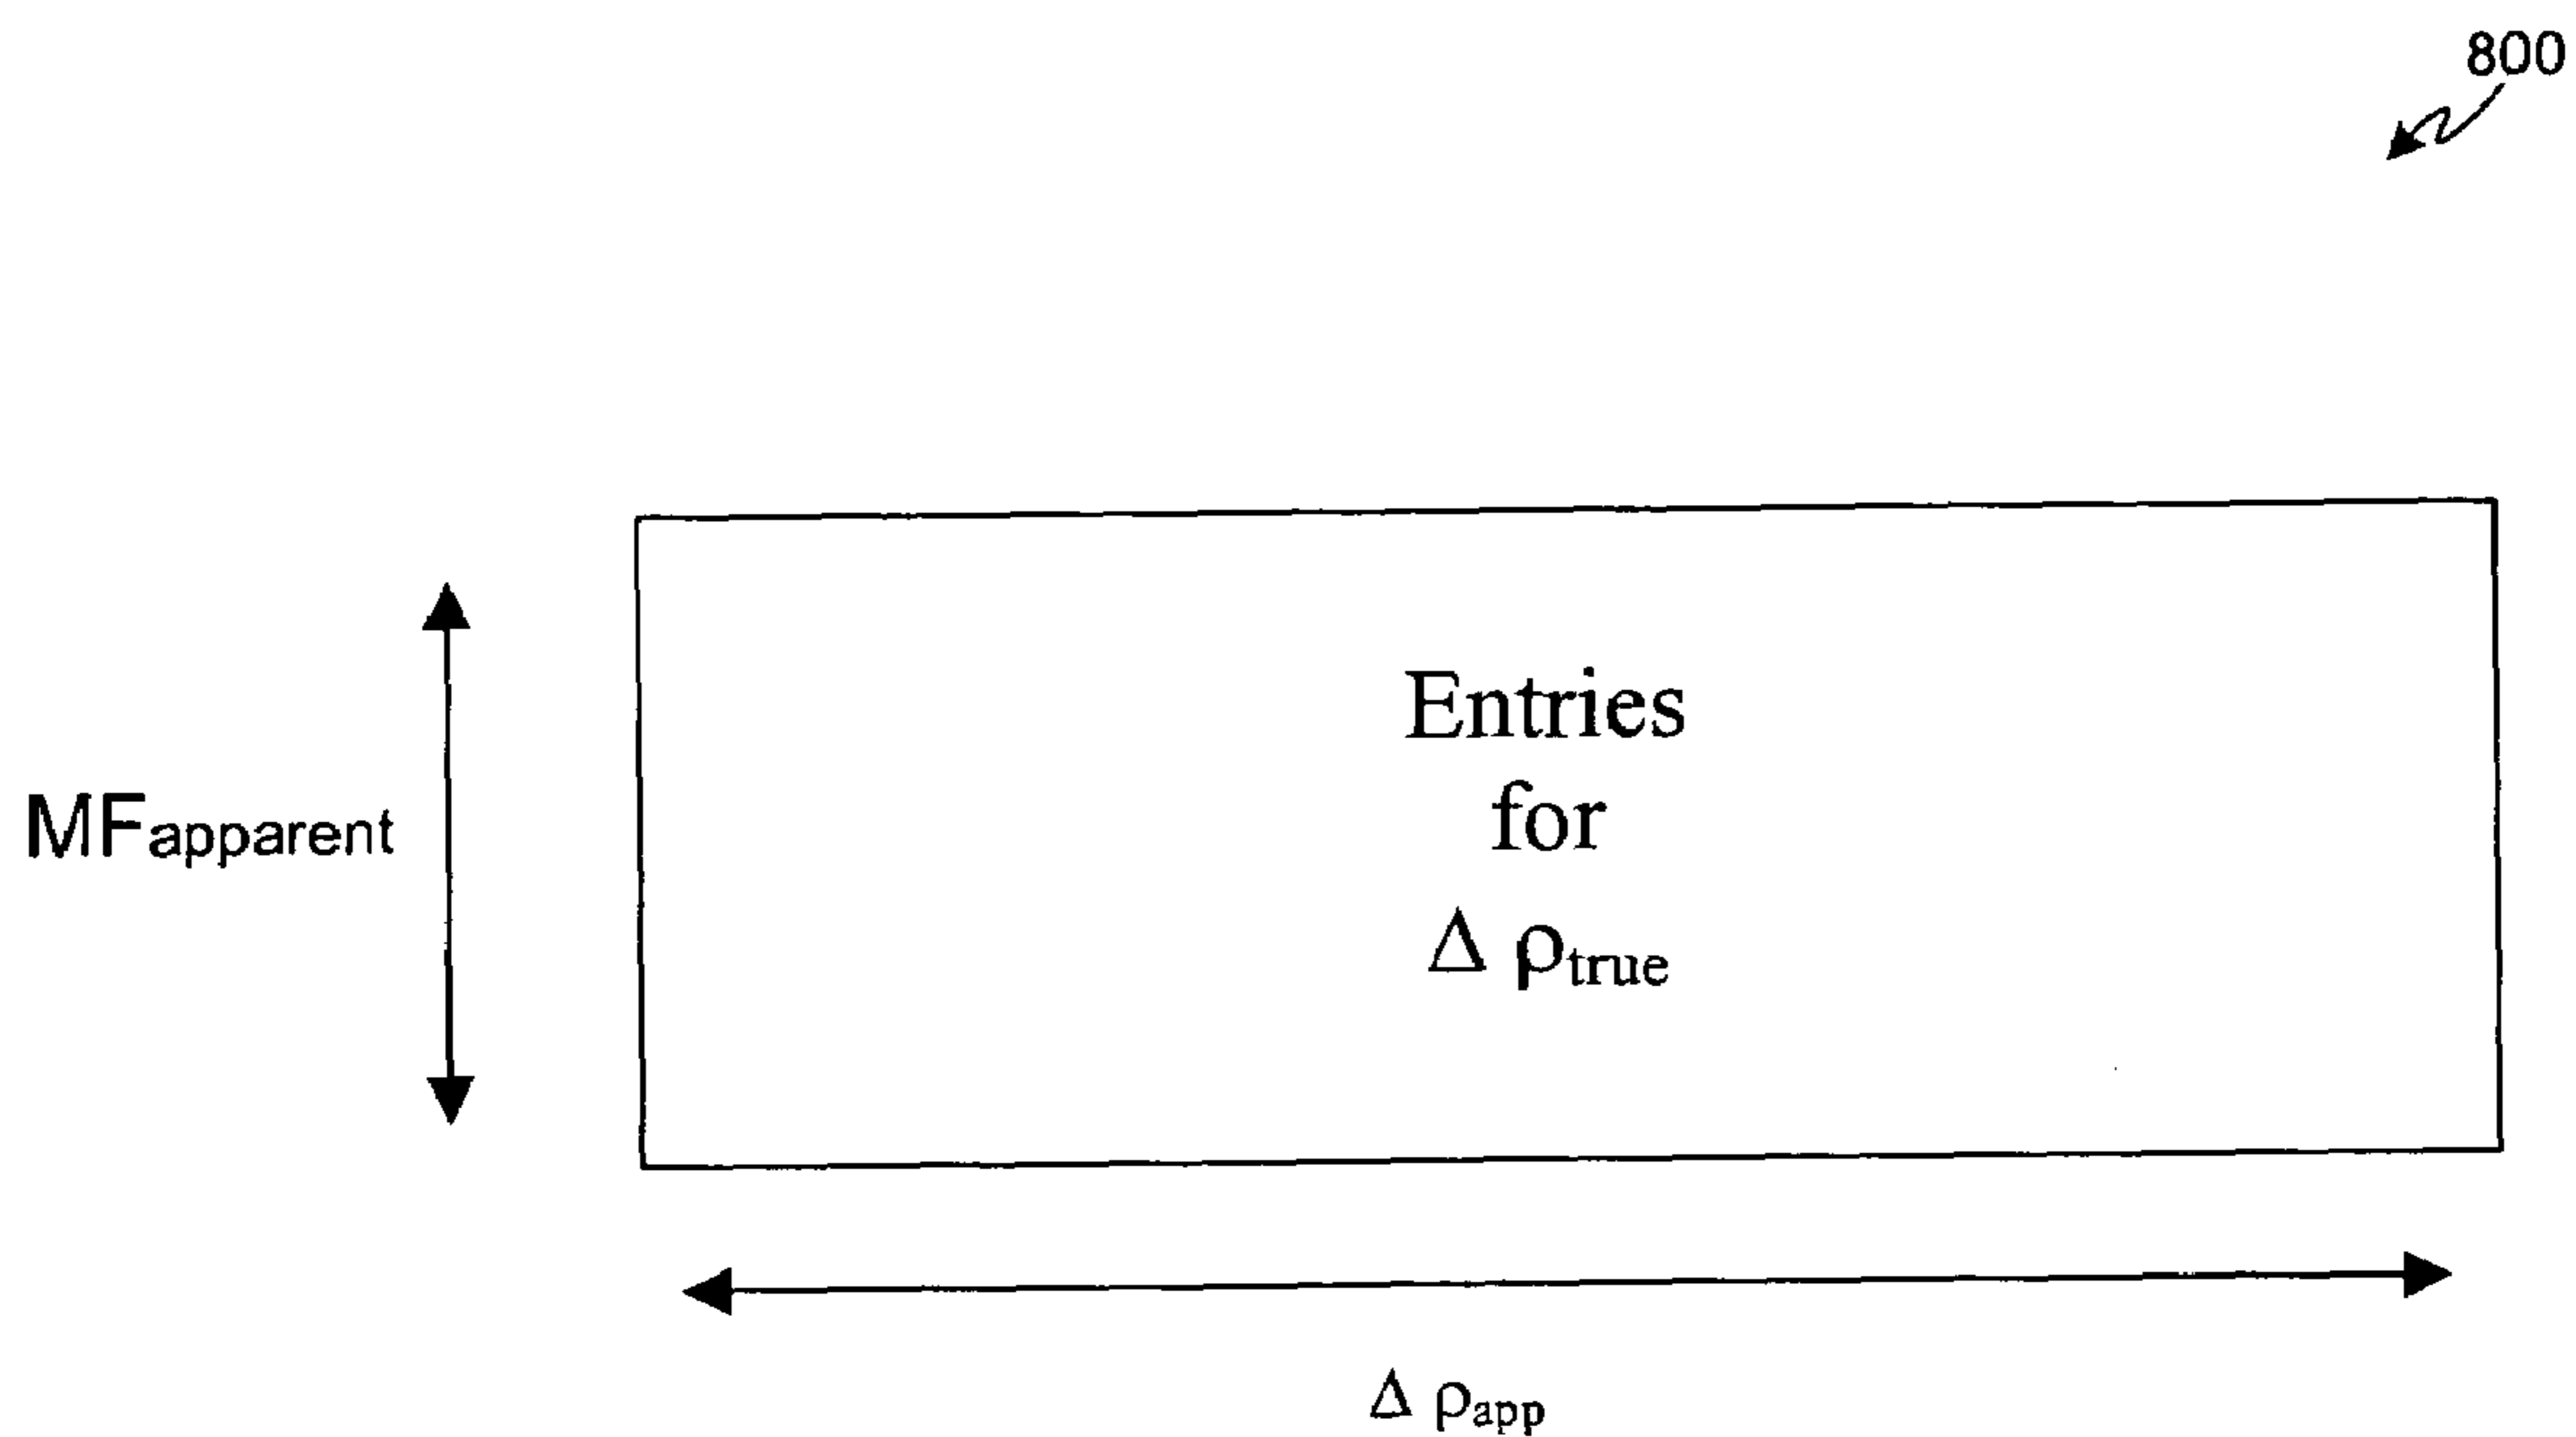 800
Entries
for
Δ ρtrue
MFapparent
Δ ρapp